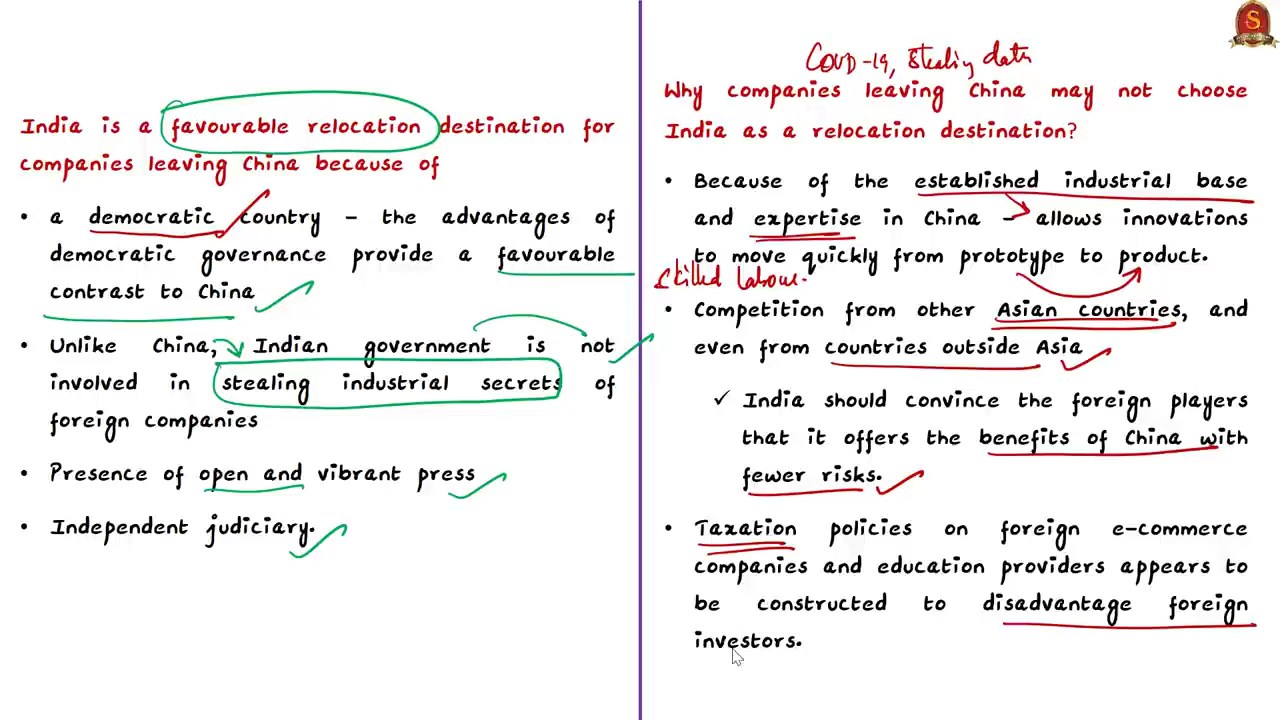 India is a favourable relocation destination for
companies leaving China because of
• a democratic country - the advantages of
democratic governance provide a favourable
contrast to China
• Unlike China, Indian government is not
involved in stealing industrial secrets of
foreign companies
• Presence of open and vibrant press
• Independent judiciary.
COVID-19, Stealing data
Why companies leaving China may not choose
India as a relocation destination?
• Because of the established industrial base
and expertise in China - allows innovations
to move quickly from prototype to product.
Skilled labour.
• Competition from other Asian countries, and
even from countries outside Asia
✓ India should convince the foreign players
that it offers the benefits of China with
fewer risks.
• Taxation policies on foreign e-commerce
companies and education providers appears to
be constructed to disadvantage foreign
investors.
S